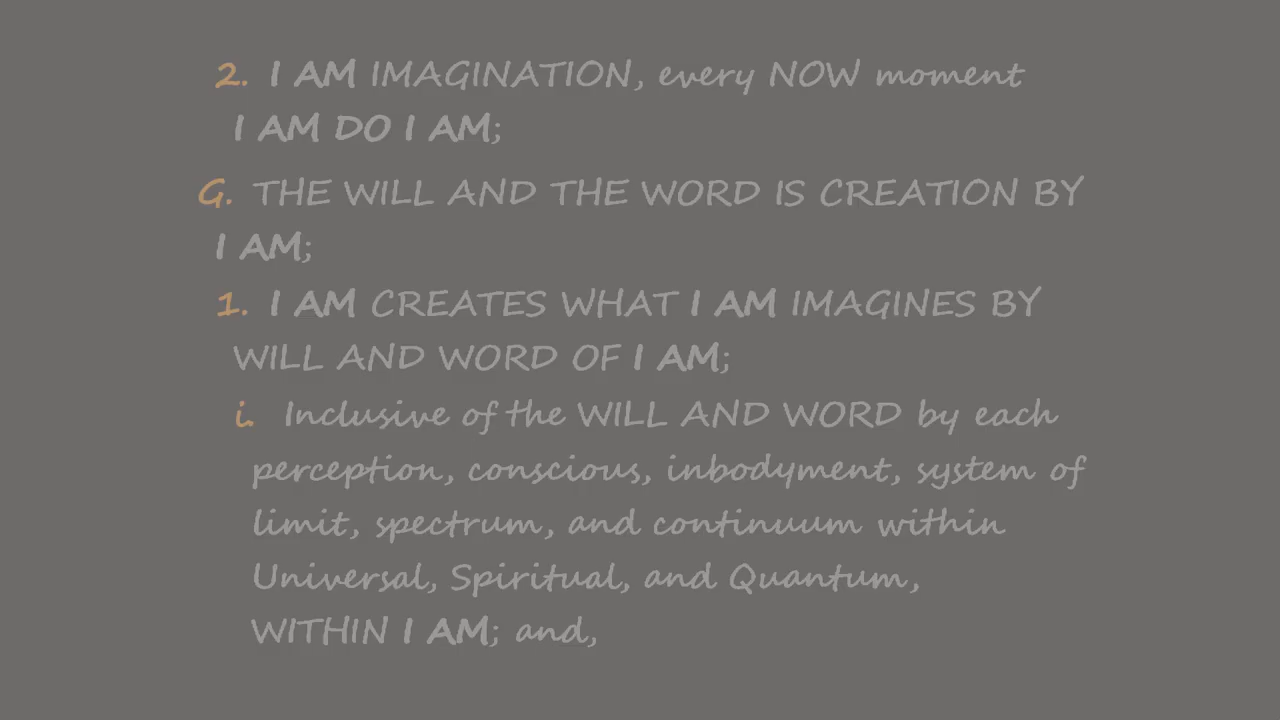 2. I AM IMAGINATION, every NOW moment
I AM DO I AM;
G. THE WILL AND THE WORD IS CREATION BY
I AM;
1. I AM CREATES WHAT I AM IMAGINES BY
WILL AND WORD OF I AM;
i. Inclusive of the WILL AND WORD by each
perception, conscious, inbodyment, system of
limit, spectrum, and continuum within
Universal, Spiritual, and Quantum,
WITHIN I AM; and,